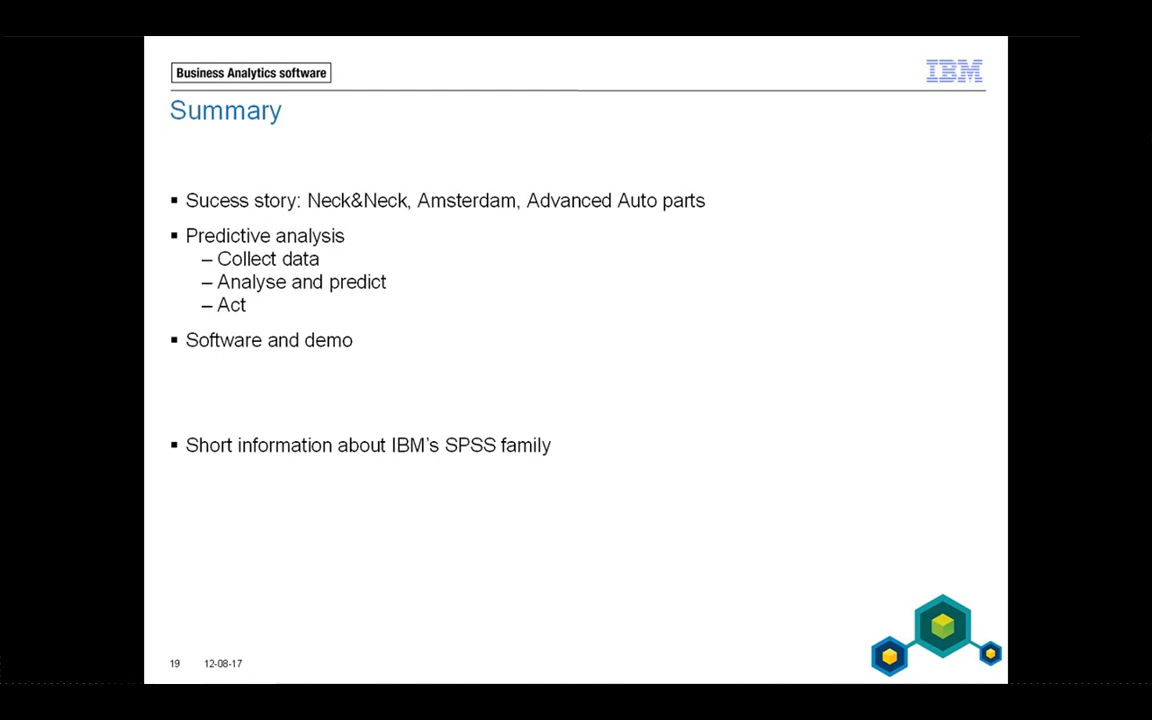 Business Analytics software
IBM
Summary
▪ Sucess story: Neck&Neck, Amsterdam, Advanced Auto parts
▪ Predictive analysis
– Collect data
– Analyse and predict
– Act
▪ Software and demo
▪ Short information about IBM's SPSS family
19 12-08-17